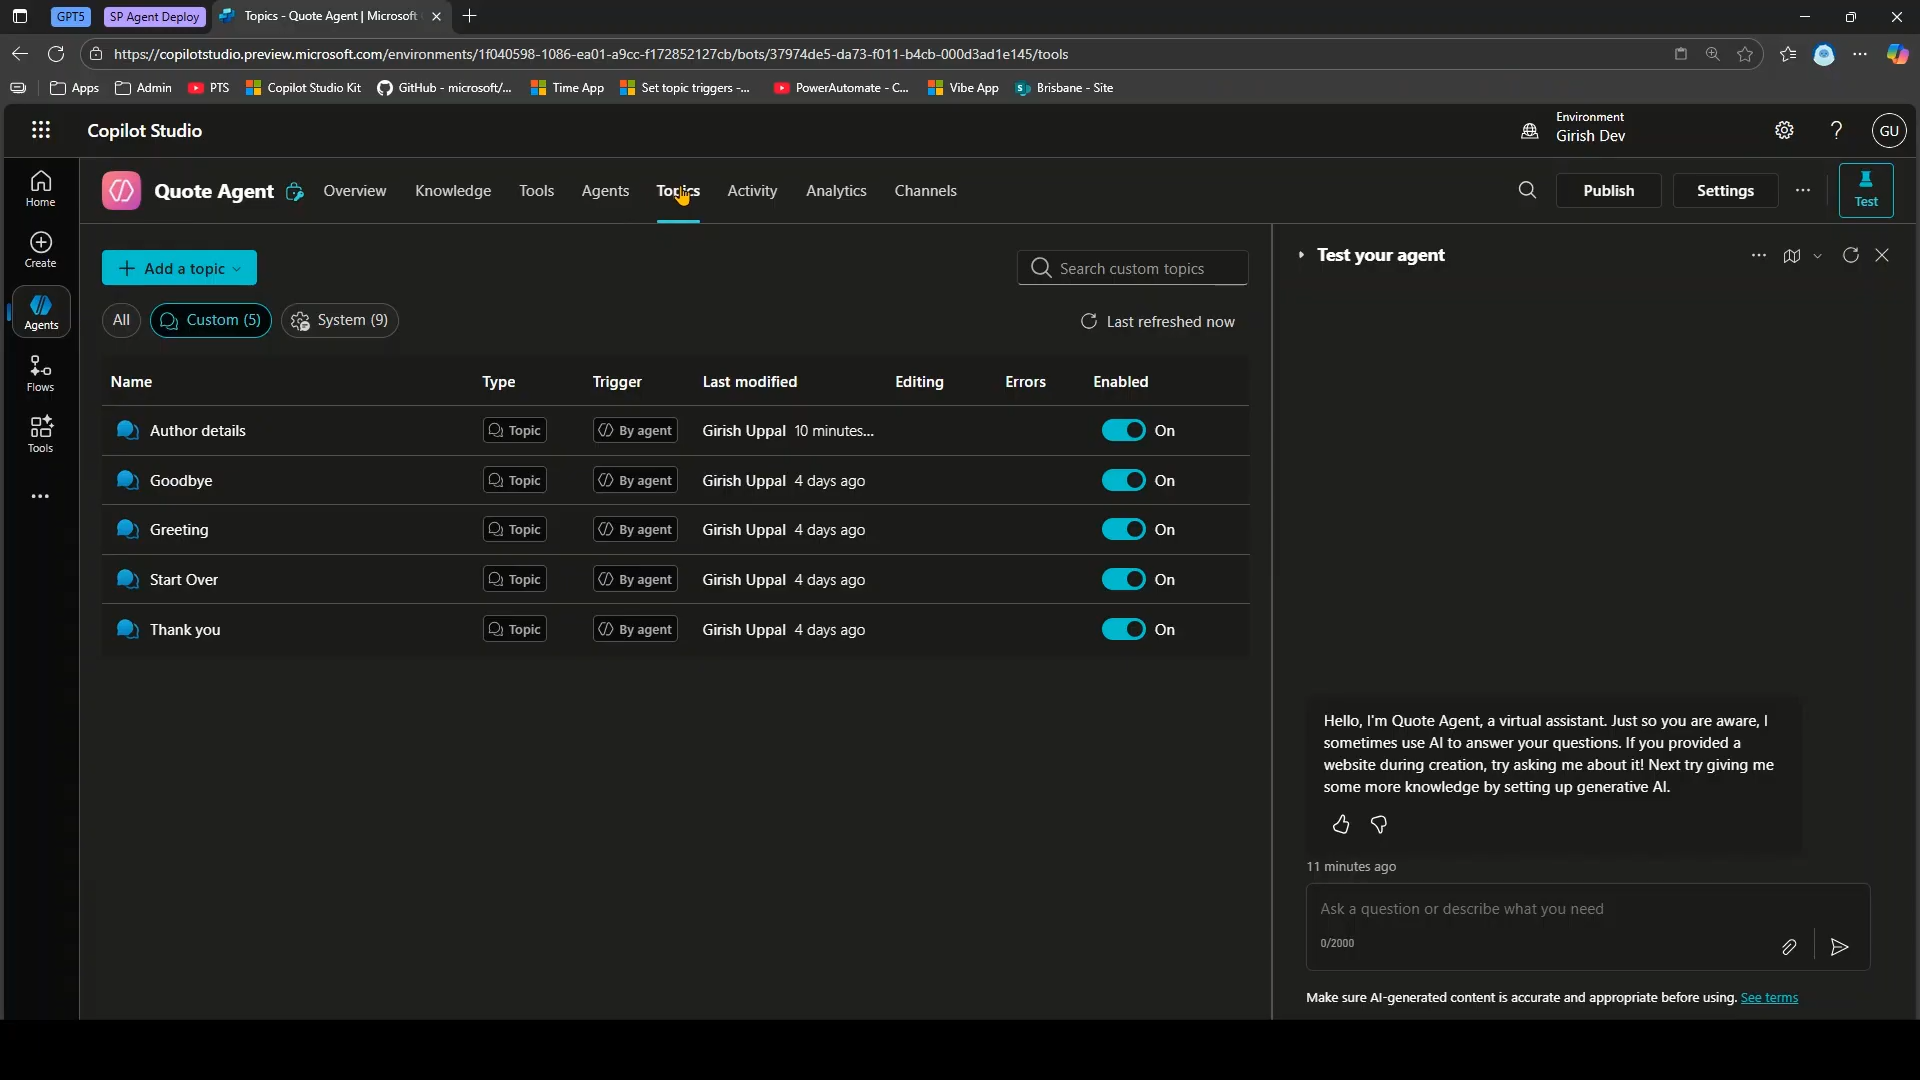 GPT5
SP Agent Deploy
Topics - Quote Agent | Microsoft
https://copilotstudio.preview.microsoft.com/environments/1f040598-1086-ea01-a9cc-f172852127cb/bots/37974de5-da73-f011-b4cb-000d3ad1e145/tools
Apps
Admin
PTS
Copilot Studio Kit
GitHub - microsoft/...
Time App
Set topic triggers -...
PowerAutomate - C...
Vibe App
Brisbane - Site
Copilot Studio
Environment
Girish Dev
GU
Home
Create
Agents
Flows
Tools
Quote Agent
Overview
Knowledge
Tools
Agents
Topics
Activity
Analytics
Channels
Publish
Settings
Test
Add a topic
Search custom topics
All
Custom (5)
System (9)
Last refreshed now
Name Type Trigger Last modified Editing Errors Enabled
Author details Topic By agent Girish Uppal 10 minutes... On
Goodbye Topic By agent Girish Uppal 4 days ago On
Greeting Topic By agent Girish Uppal 4 days ago On
Start Over Topic By agent Girish Uppal 4 days ago On
Thank you Topic By agent Girish Uppal 4 days ago On
Test your agent
Hello, I'm Quote Agent, a virtual assistant. Just so you are aware, I
sometimes use AI to answer your questions. If you provided a
website during creation, try asking me about it! Next try giving me
some more knowledge by setting up generative AI.
11 minutes ago
Ask a question or describe what you need
0/2000
Make sure AI-generated content is accurate and appropriate before using. See terms